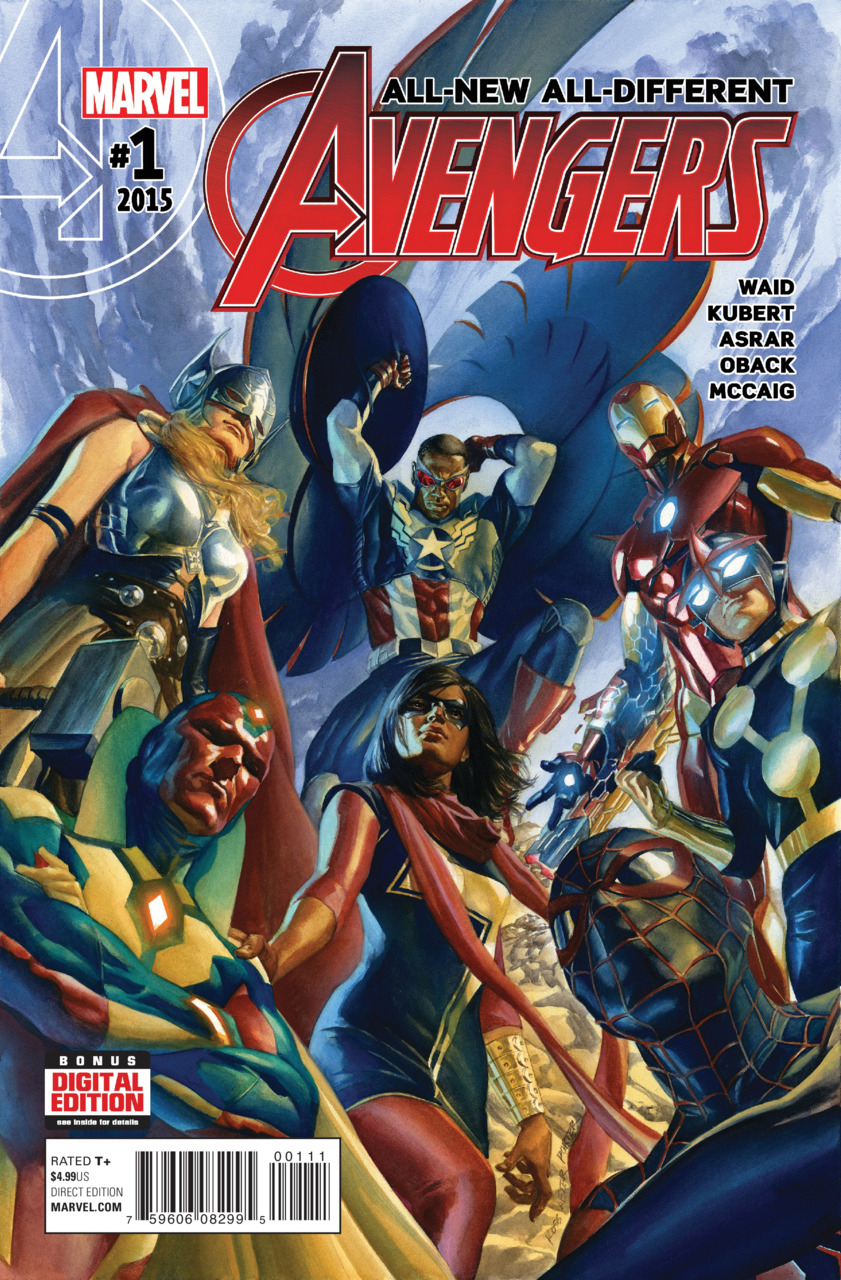 MARVEL
#1
2015
ALL-NEW ALL-DIFFERENT
AVENGERS
WAID
KUBERT
ASRAR
OBACK
MCCAIG
BONUS
DIGITAL
EDITION
see inside for details
RATED T+
$4.99US
DIRECT EDITION
MARVEL.COM
00111
7 59606 08299 5